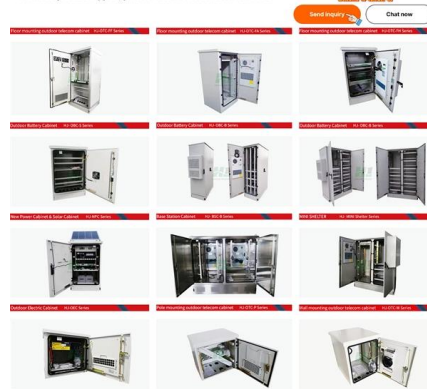 Send Inquiry
Chat now
Floor mounting outdoor telecom cabinet HJ-OTC-FF Series
Floor mounting outdoor telecom cabinet HJ-OTC-FA Series
Floor mounting outdoor telecom cabinet HJ-OTC-FH Series
Outdoor Battery Cabinet HJ-OBC-S Series
Outdoor Battery Cabinet HJ-OBC-B Series
Outdoor Battery Cabinet HJ-OBC-R Series
New Power Cabinet & Solar Cabinet HJ-NPC Series
Base Station Cabinet HJ-BSC-B Series
MINI SHELTER HJ-MINI Shelter Series
Outdoor Electric Cabinet HJ-OEC Series
Pole mounting outdoor telecom cabinet HJ-OTC-P Series
Wall mounting outdoor telecom cabinet HJ-OTC-W Series